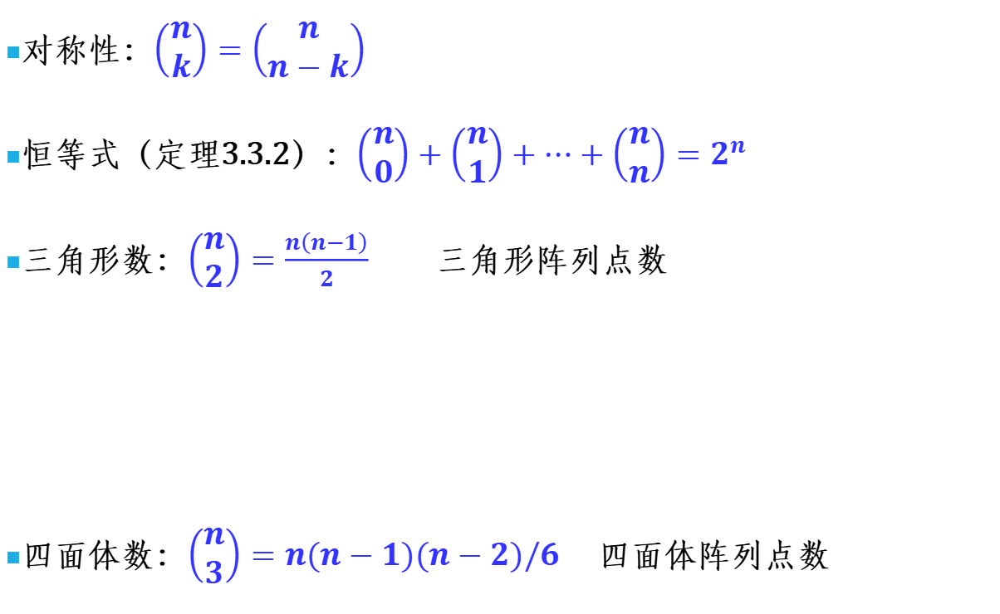 ▪对称性：$\binom{n}{k} = \binom{n}{n-k}$
▪恒等式（定理3.3.2）：$\binom{n}{0} + \binom{n}{1} + \cdots + \binom{n}{n} = 2^n$
▪三角形数：$\binom{n}{2} = \frac{n(n-1)}{2}$ 三角形阵列点数
▪四面体数：$\binom{n}{3} = n(n-1)(n-2)/6$ 四面体阵列点数